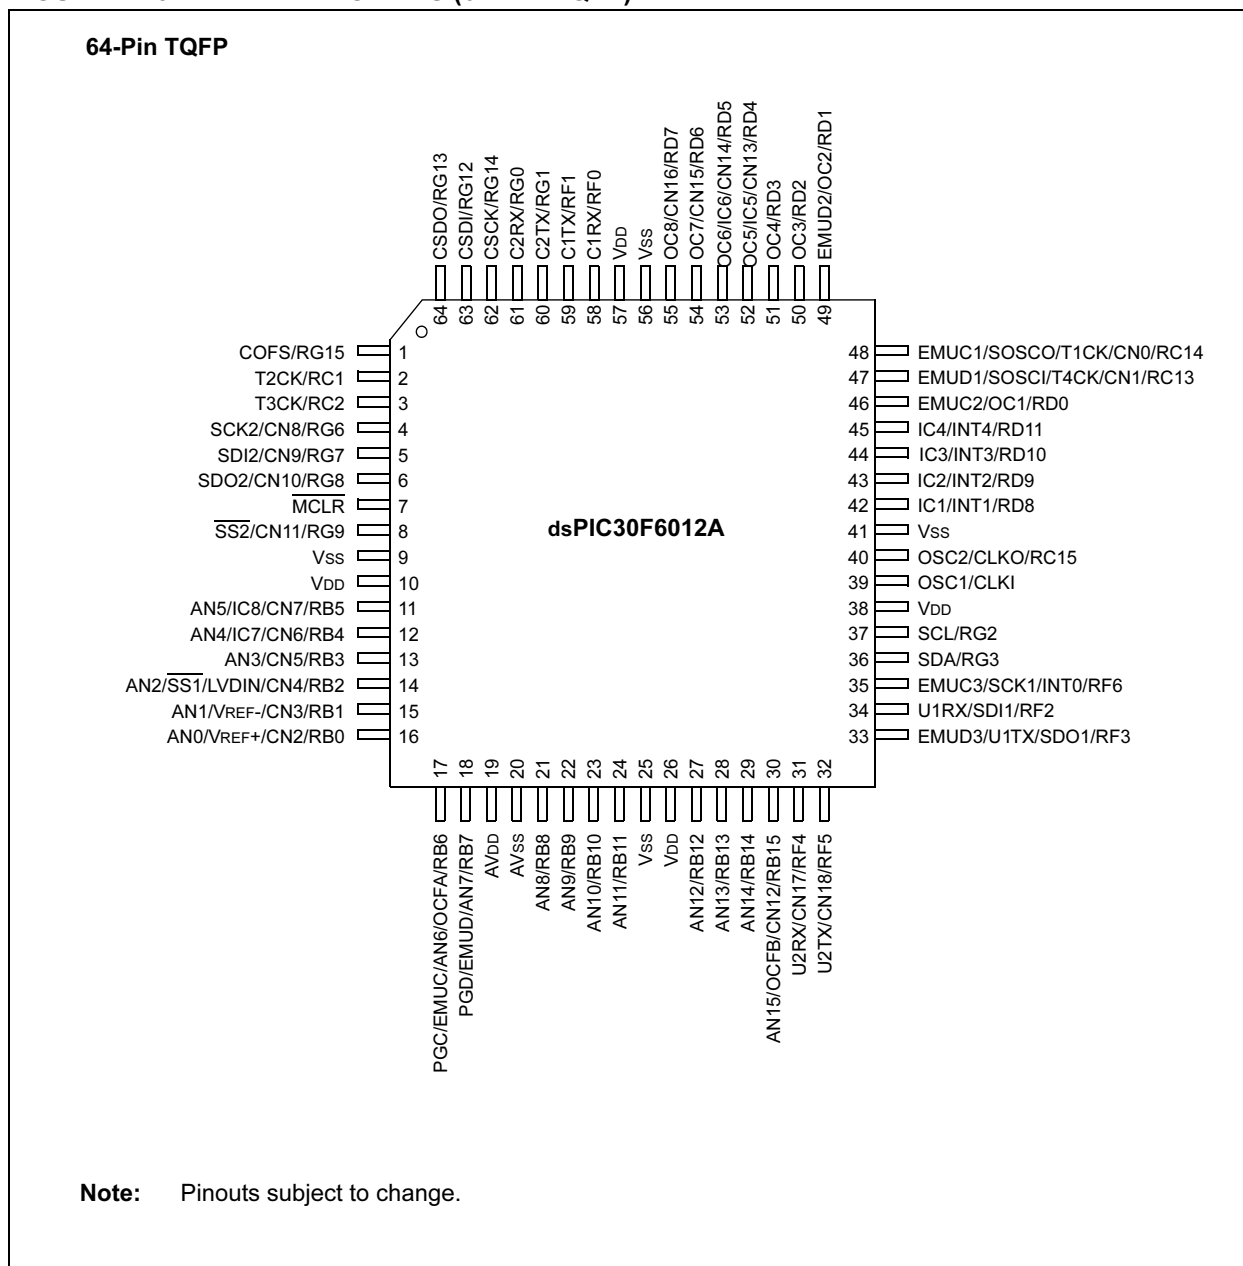 64-Pin TQFP
CSDO/RG13
CSDI/RG12
CSCK/RG14
C2RX/RG0
C2TX/RG1
C1TX/RF1
C1RX/RF0
VDD
VSS
OC8/CN16/RD7
OC7/CN15/RD6
OC6/IC6/CN14/RD5
OC5/IC5/CN13/RD4
OC4/RD3
OC3/RD2
EMUD2/OC2/RD1
64
63
62
61
60
59
58
57
56
55
54
53
52
51
50
49
COFS/RG15 1
T2CK/RC1 2
T3CK/RC2 3
SCK2/CN8/RG6 4
SDI2/CN9/RG7 5
SDO2/CN10/RG8 6
MCLR 7
SS2/CN11/RG9 8
VSS 9
VDD 10
AN5/IC8/CN7/RB5 11
AN4/IC7/CN6/RB4 12
AN3/CN5/RB3 13
AN2/SS1/LVDIN/CN4/RB2 14
AN1/VREF-/CN3/RB1 15
AN0/VREF+/CN2/RB0 16
dsPIC30F6012A
48 EMUC1/SOSCO/T1CK/CN0/RC14
47 EMUD1/SOSCI/T4CK/CN1/RC13
46 EMUC2/OC1/RD0
45 IC4/INT4/RD11
44 IC3/INT3/RD10
43 IC2/INT2/RD9
42 IC1/INT1/RD8
41 VSS
40 OSC2/CLKO/RC15
39 OSC1/CLKI
38 VDD
37 SCL/RG2
36 SDA/RG3
35 EMUC3/SCK1/INT0/RF6
34 U1RX/SDI1/RF2
33 EMUD3/U1TX/SDO1/RF3
17
18
19
20
21
22
23
24
25
26
27
28
29
30
31
32
PGC/EMUC/AN6/OCFA/RB6
PGD/EMUD/AN7/RB7
AVDD
AVSS
AN8/RB8
AN9/RB9
AN10/RB10
AN11/RB11
VSS
VDD
AN12/RB12
AN13/RB13
AN14/RB14
AN15/OCFB/CN12/RB15
U2RX/CN17/RF4
U2TX/CN18/RF5
Note: Pinouts subject to change.